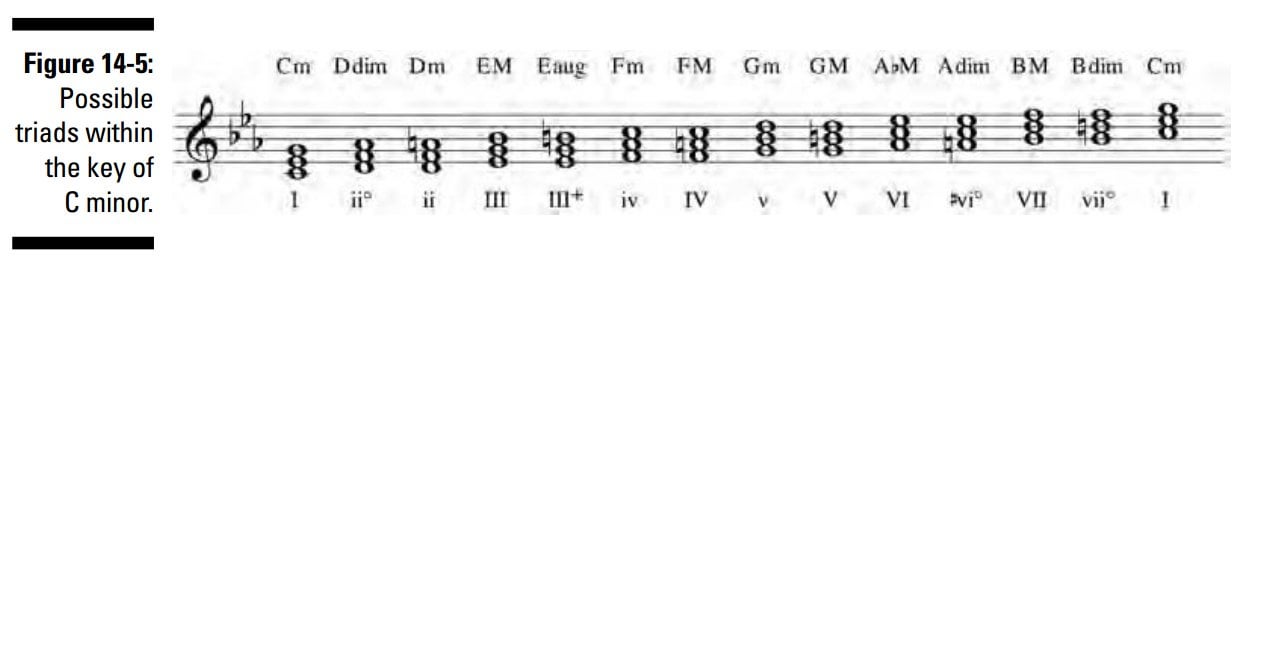 Figure 14-5:
Possible
triads within
the key of
C minor.
Cm Ddim Dm EM Eaug Fm FM Gm GM A♭M Adim BM Bdim Cm
I ii° ii III III+ iv IV v V VI #vi° VII vii° I